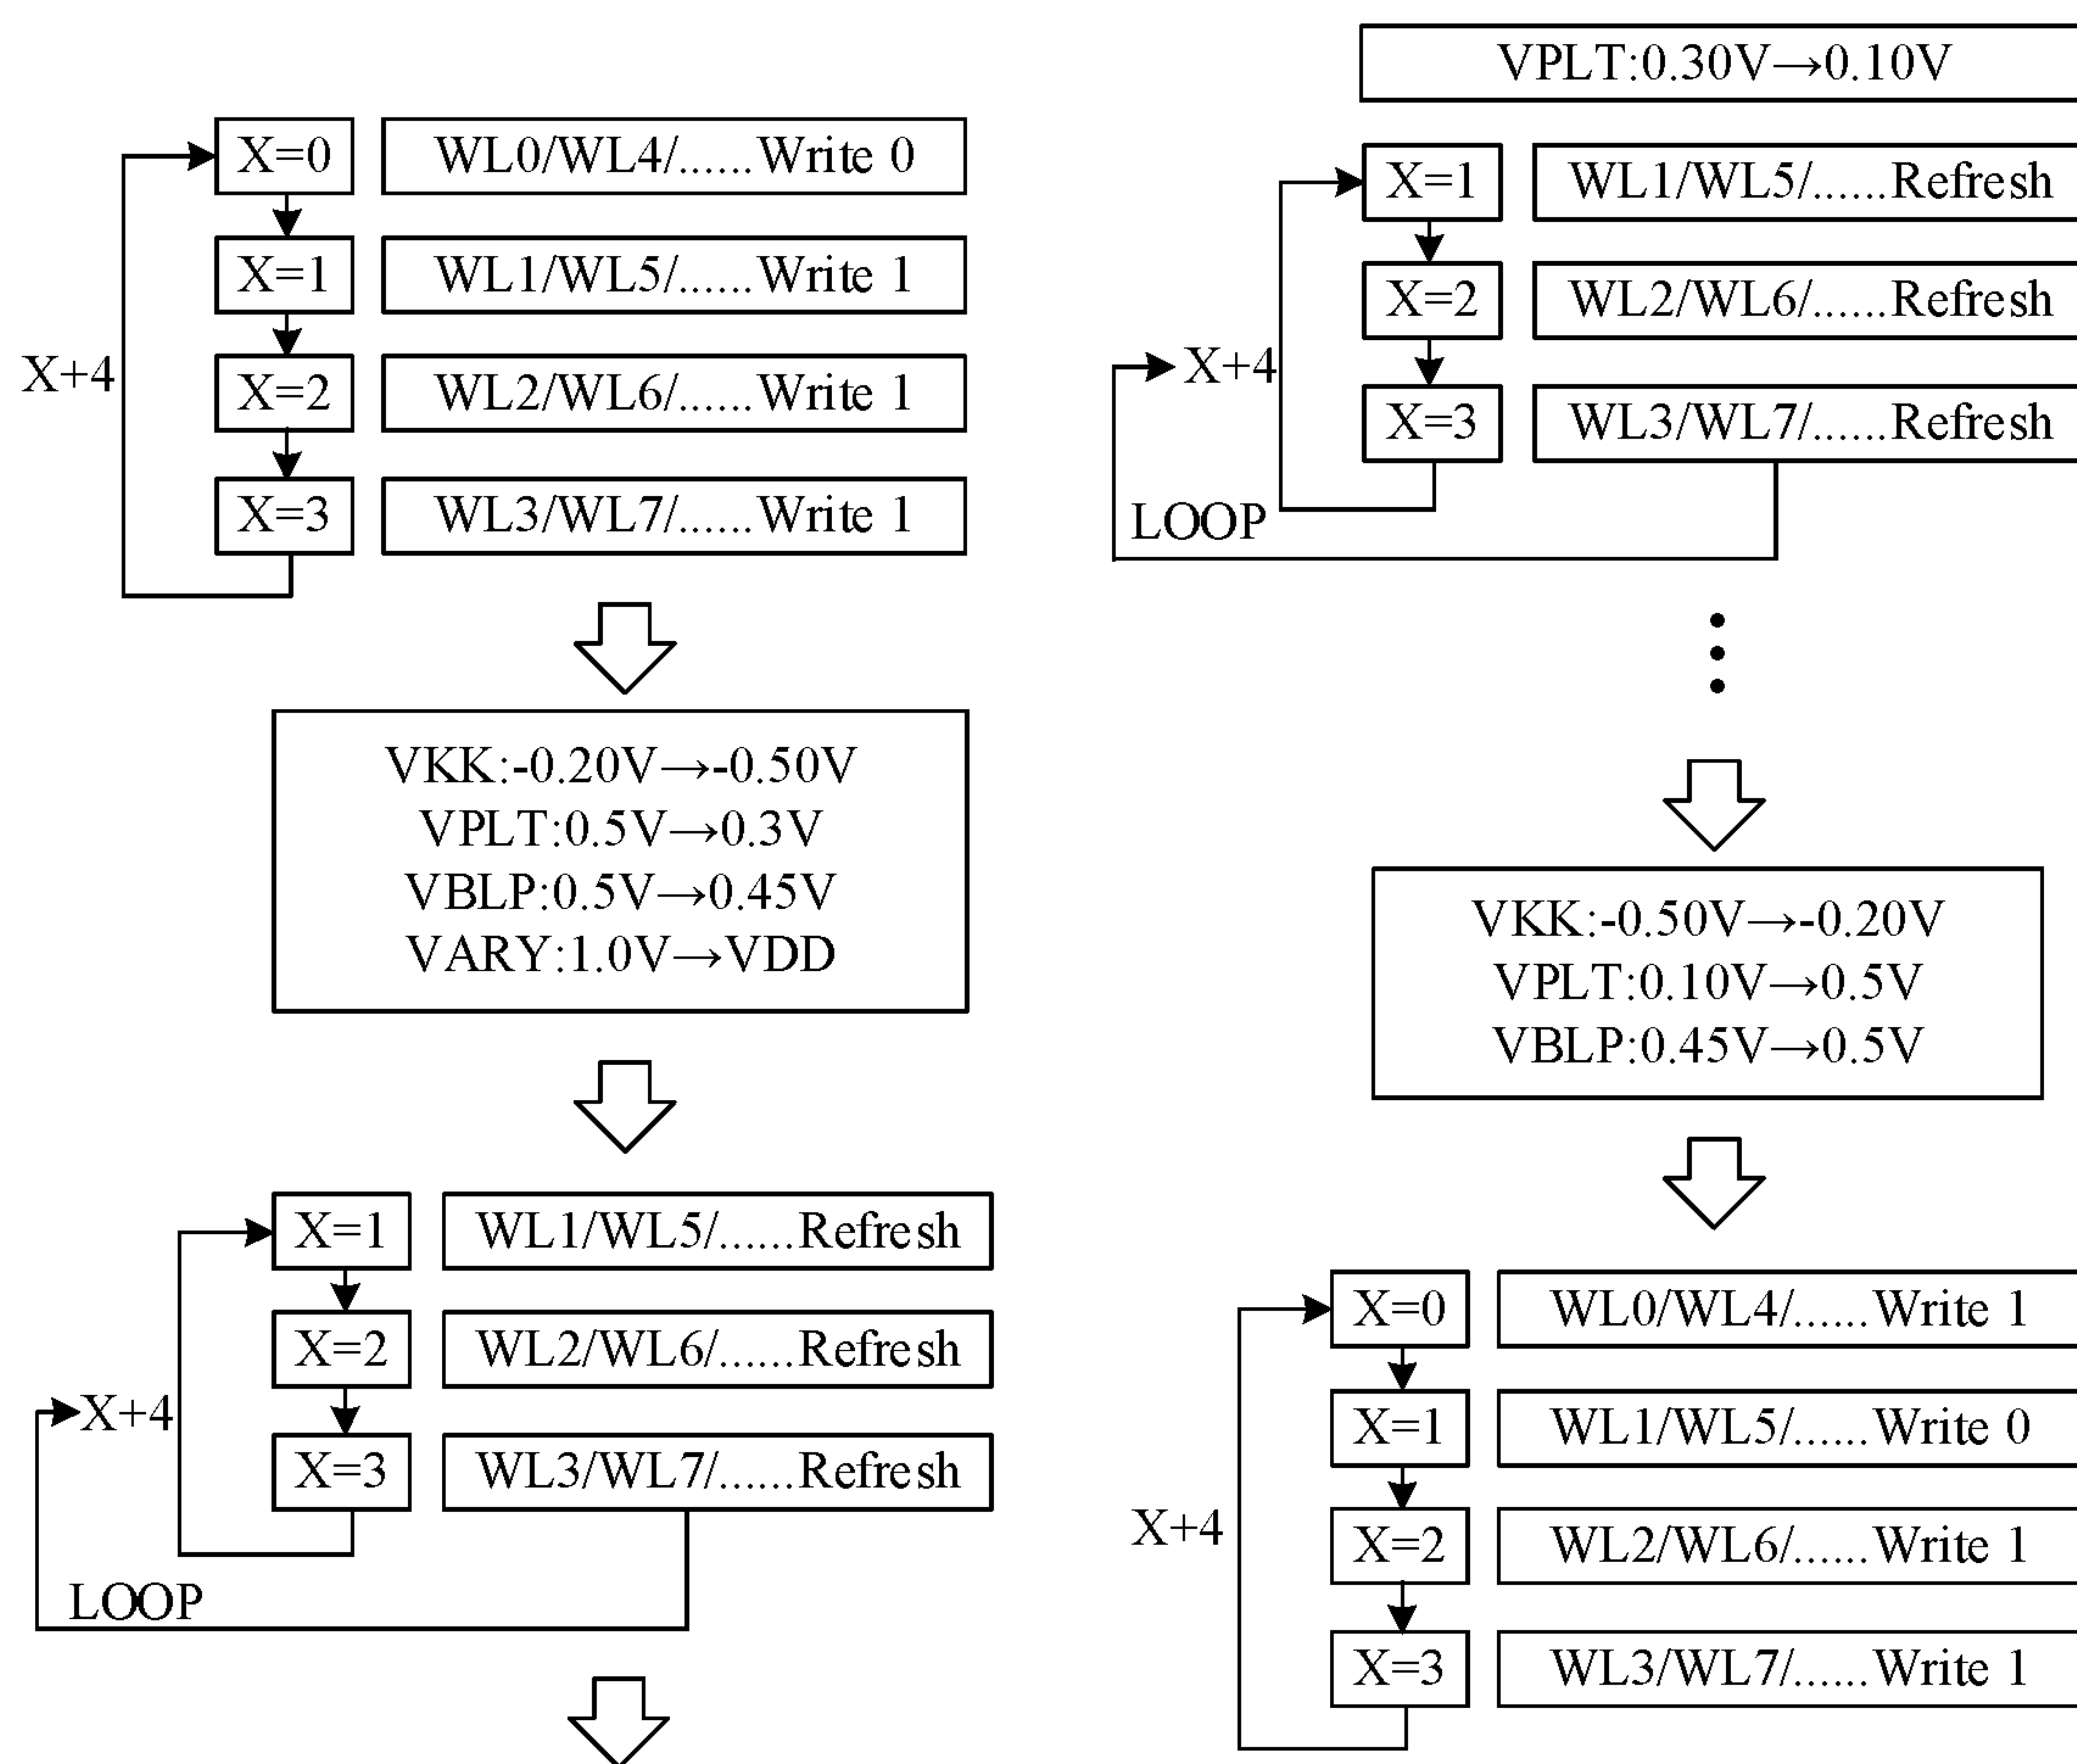 X=0 WL0/WL4/......Write 0
X=1 WL1/WL5/......Write 1
X+4
X=2 WL2/WL6/......Write 1
X=3 WL3/WL7/......Write 1
VKK:-0.20V→-0.50V
VPLT:0.5V→0.3V
VBLP:0.5V→0.45V
VARY:1.0V→VDD
X=1 WL1/WL5/......Refresh
X=2 WL2/WL6/......Refresh
X+4
X=3 WL3/WL7/......Refresh
LOOP
VPLT:0.30V→0.10V
X=1 WL1/WL5/......Refresh
X=2 WL2/WL6/......Refresh
X+4
X=3 WL3/WL7/......Refresh
LOOP
VKK:-0.50V→-0.20V
VPLT:0.10V→0.5V
VBLP:0.45V→0.5V
X=0 WL0/WL4/......Write 1
X=1 WL1/WL5/......Write 0
X+4
X=2 WL2/WL6/......Write 1
X=3 WL3/WL7/......Write 1